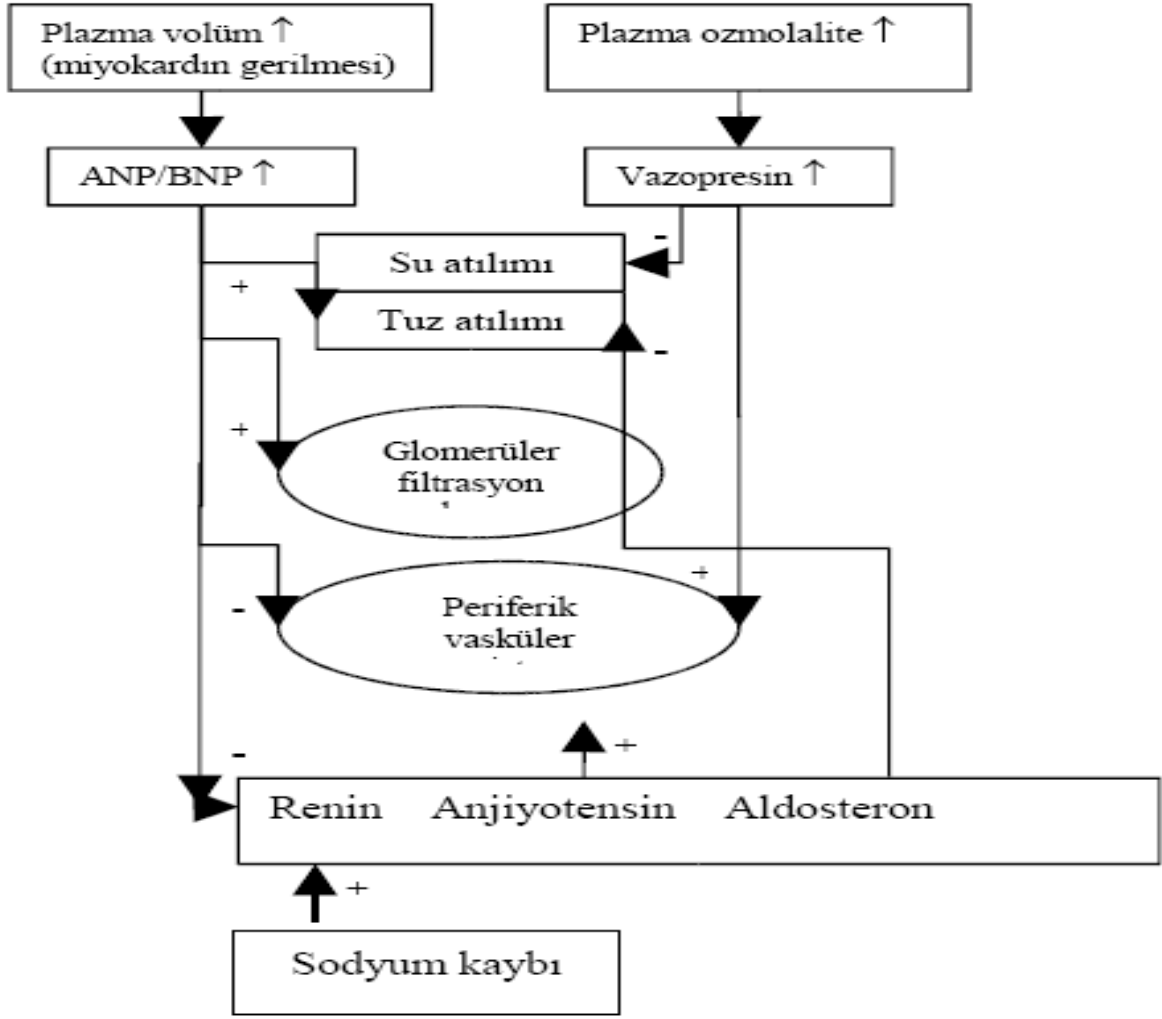 Plazma volüm ↑
(miyokardın gerilmesi)
Plazma ozmolalite ↑
ANP/BNP ↑
Vazopresin ↑
-
Su atılımı
+
Tuz atılımı
-
+
Glomerüler
filtrasyon
+
-
Periferik
vasküler
-
+
Renin Anjiyotensin Aldosteron
+
Sodyum kaybı